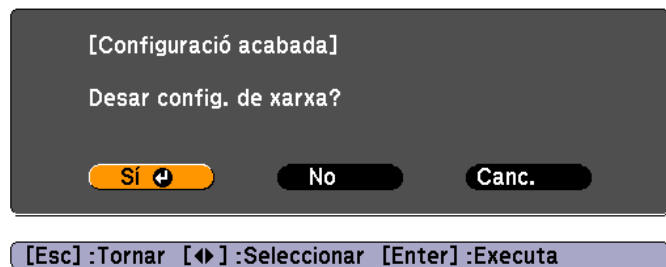 [Configuració acabada]
Desar config. de xarxa?
Sí No Canc.
[Esc] :Tornar [◆] :Seleccionar [Enter] :Executa